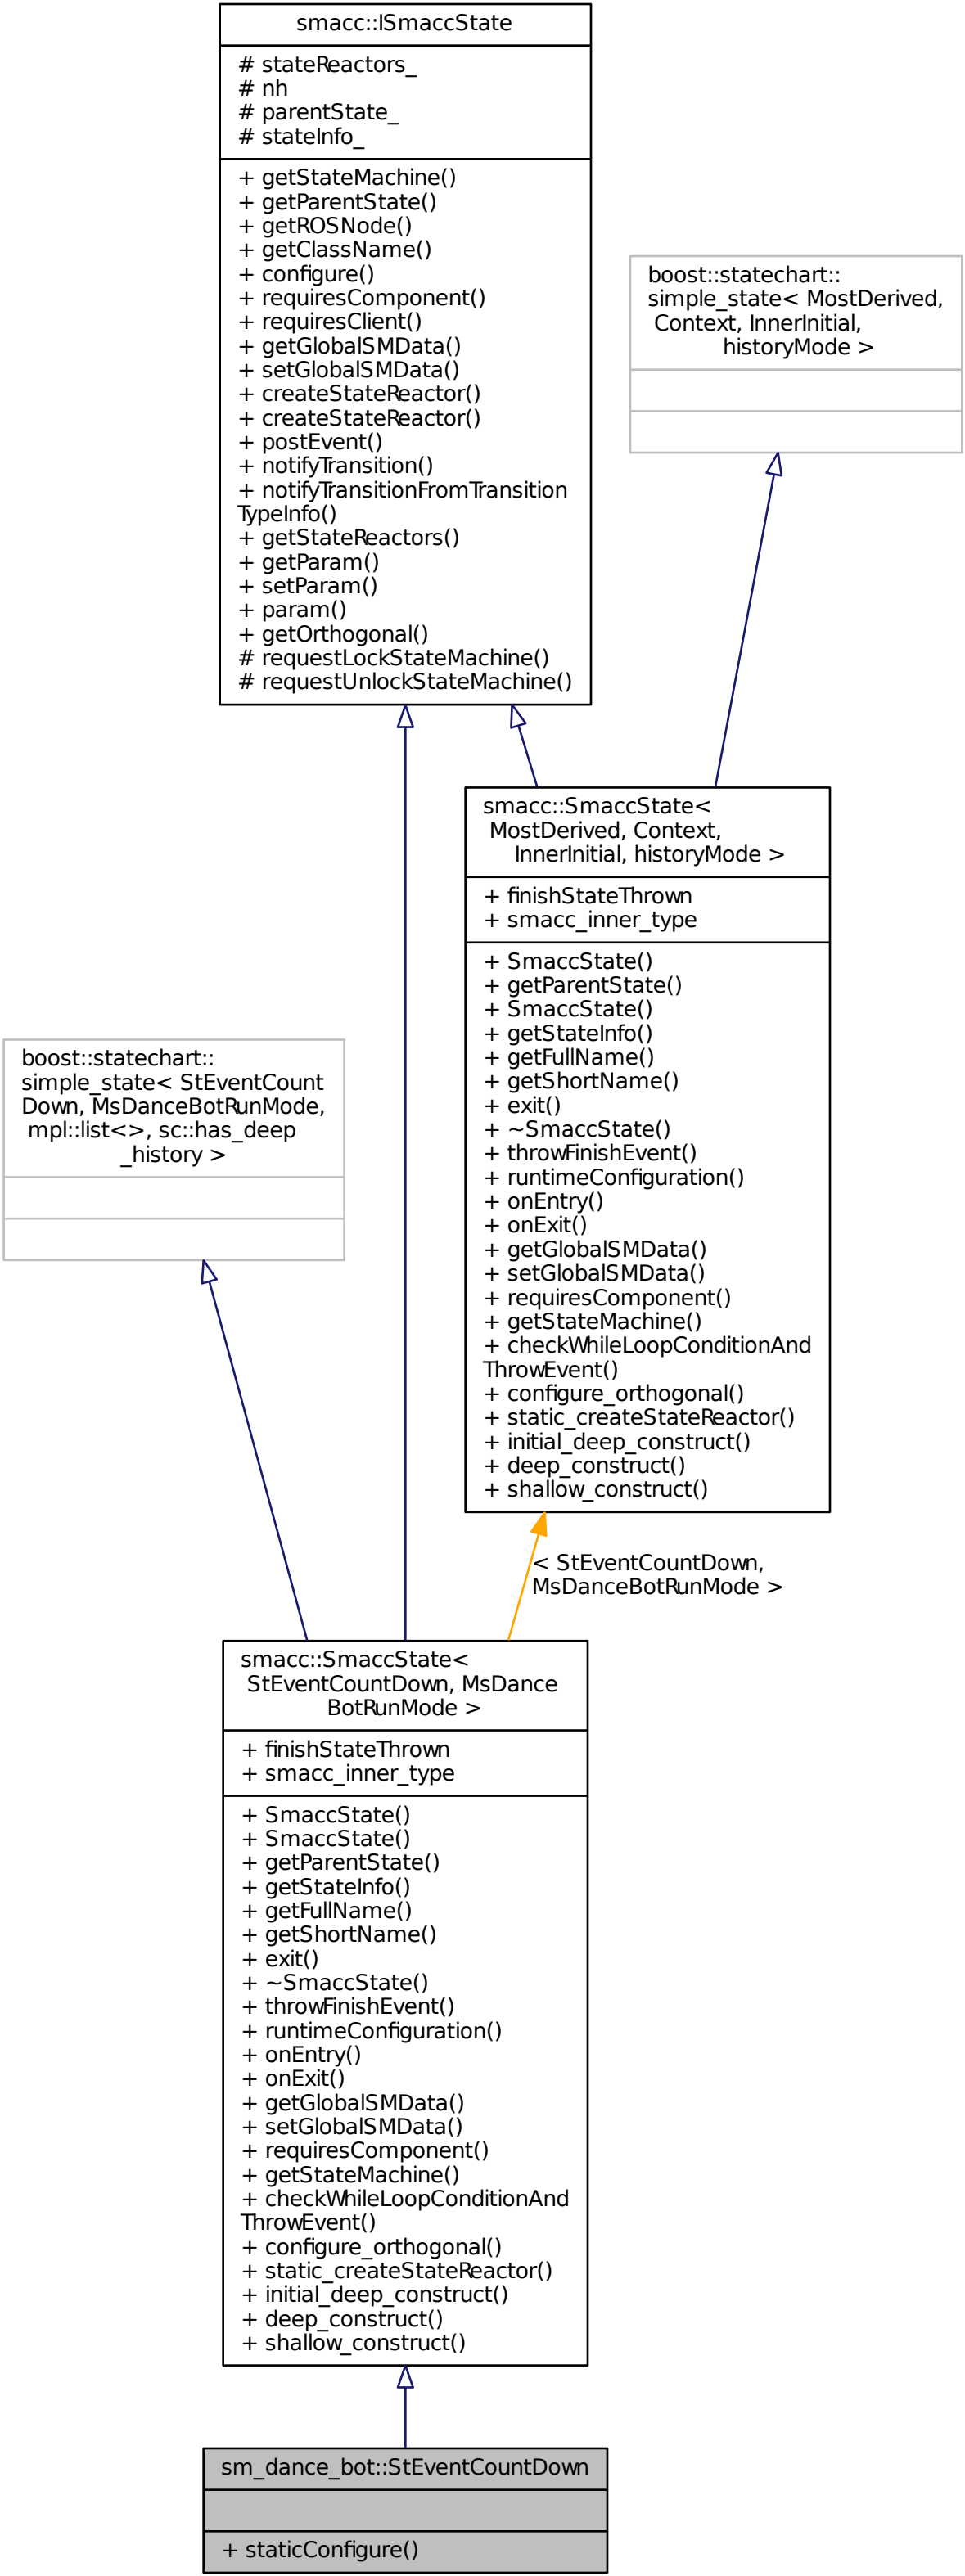 smacc::ISmaccState
# stateReactors_
# nh
# parentState_
# stateInfo_
+ getStateMachine()
+ getParentState()
+ getROSNode()
+ getClassName()
+ configure()
+ requiresComponent()
+ requiresClient()
+ getGlobalSMData()
+ setGlobalSMData()
+ createStateReactor()
+ createStateReactor()
+ postEvent()
+ notifyTransition()
+ notifyTransitionFromTransition
TypeInfo()
+ getStateReactors()
+ getParam()
+ setParam()
+ param()
+ getOrthogonal()
# requestLockStateMachine()
# requestUnlockStateMachine()
boost::statechart::
simple_state< MostDerived,
Context, InnerInitial,
historyMode >
smacc::SmaccState<
MostDerived, Context,
InnerInitial, historyMode >
+ finishStateThrown
+ smacc_inner_type
+ SmaccState()
+ getParentState()
+ SmaccState()
+ getStateInfo()
+ getFullName()
+ getShortName()
+ exit()
+ ~SmaccState()
+ throwFinishEvent()
+ runtimeConfiguration()
+ onEntry()
+ onExit()
+ getGlobalSMData()
+ setGlobalSMData()
+ requiresComponent()
+ getStateMachine()
+ checkWhileLoopConditionAnd
ThrowEvent()
+ configure_orthogonal()
+ static_createStateReactor()
+ initial_deep_construct()
+ deep_construct()
+ shallow_construct()
boost::statechart::
simple_state< StEventCount
Down, MsDanceBotRunMode,
mpl::list<>, sc::has_deep
_history >
< StEventCountDown,
MsDanceBotRunMode >
smacc::SmaccState<
StEventCountDown, MsDance
BotRunMode >
+ finishStateThrown
+ smacc_inner_type
+ SmaccState()
+ SmaccState()
+ getParentState()
+ getStateInfo()
+ getFullName()
+ getShortName()
+ exit()
+ ~SmaccState()
+ throwFinishEvent()
+ runtimeConfiguration()
+ onEntry()
+ onExit()
+ getGlobalSMData()
+ setGlobalSMData()
+ requiresComponent()
+ getStateMachine()
+ checkWhileLoopConditionAnd
ThrowEvent()
+ configure_orthogonal()
+ static_createStateReactor()
+ initial_deep_construct()
+ deep_construct()
+ shallow_construct()
sm_dance_bot::StEventCountDown
+ staticConfigure()